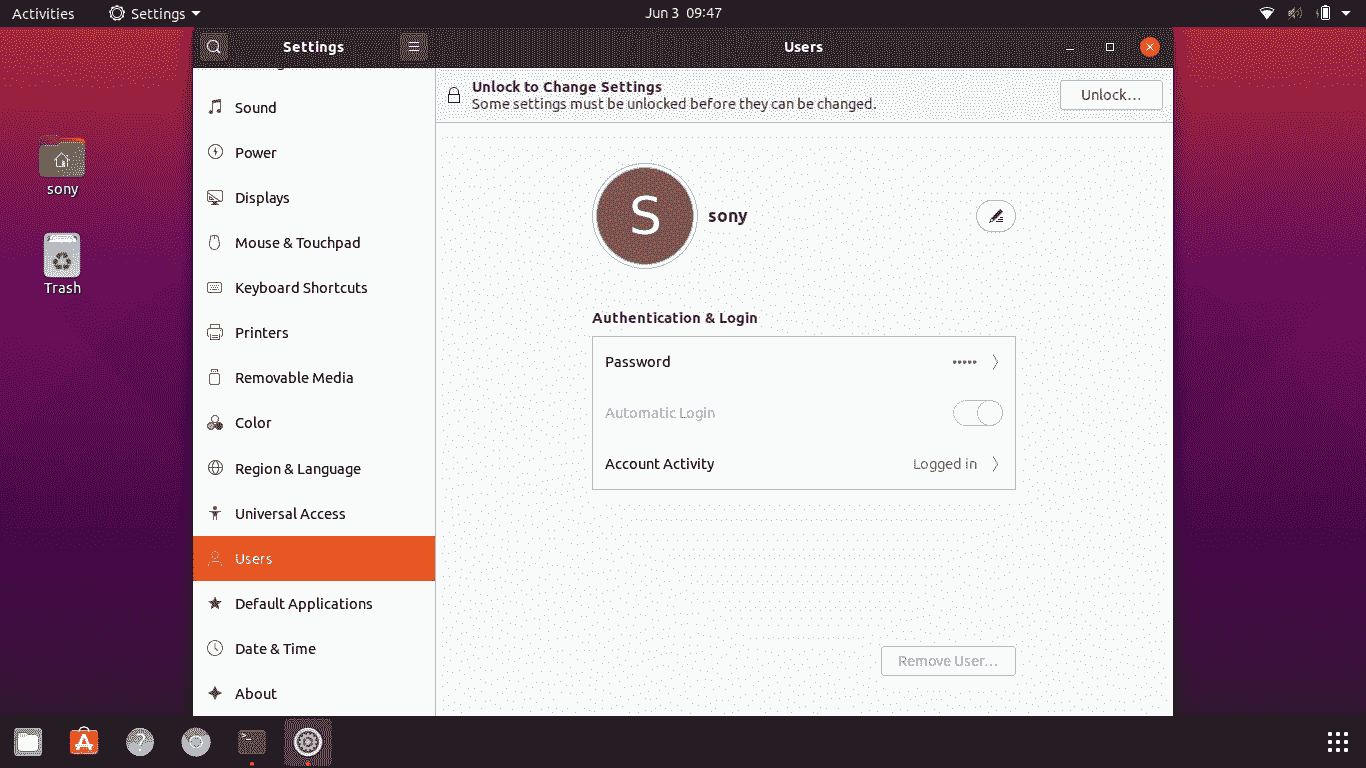 Activities
Settings
Jun 3 09:47
Settings
Users
Unlock to Change Settings
Some settings must be unlocked before they can be changed.
Unlock…
sony
Trash
Sound
Power
Displays
Mouse & Touchpad
Keyboard Shortcuts
Printers
Removable Media
Color
Region & Language
Universal Access
Users
Default Applications
Date & Time
About
S
sony
Authentication & Login
Password •••••
Automatic Login
Account Activity Logged in
Remove User…